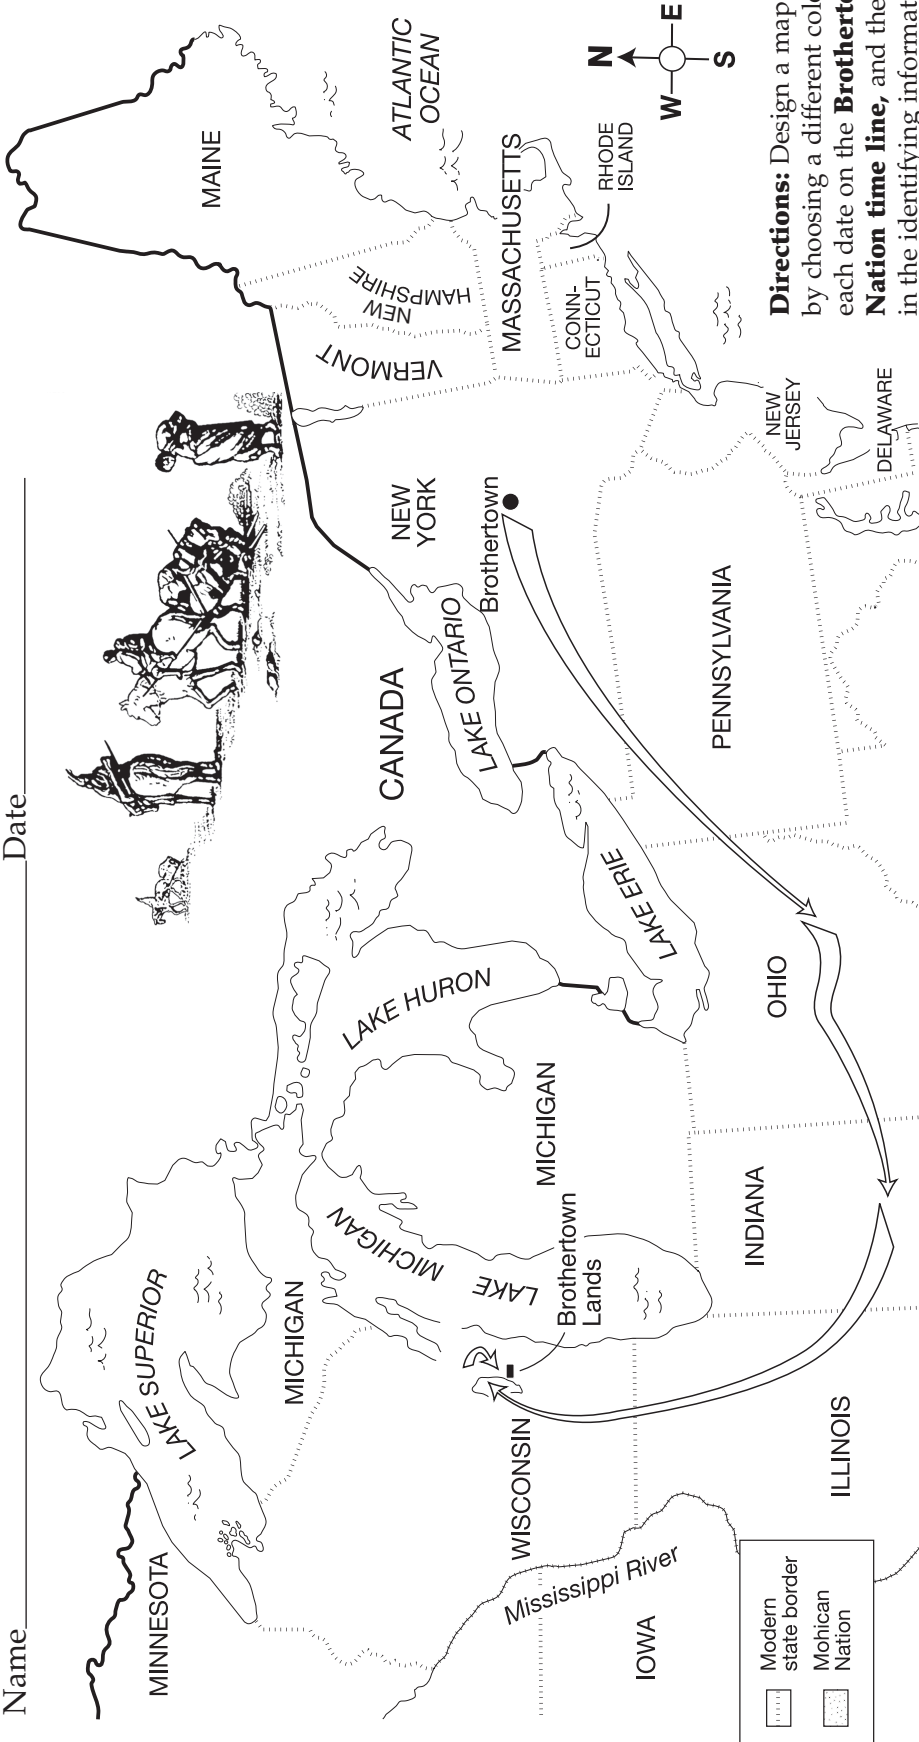 Name Date
MAINE
ATLANTIC
OCEAN
N
W E
S
NEW
HAMPSHIRE
VERMONT
MASSACHUSETTS
RHODE
ISLAND
CONN-
ECTICUT
NEW
YORK
Brothertown
NEW
JERSEY
DELAWARE
PENNSYLVANIA
CANADA
LAKE ONTARIO
LAKE ERIE
LAKE HURON
OHIO
MICHIGAN
INDIANA
LAKE MICHIGAN
Brothertown
Lands
LAKE SUPERIOR
MICHIGAN
WISCONSIN
ILLINOIS
MINNESOTA
Mississippi River
IOWA
Modern
state border
Mohican
Nation
Directions: Design a map
by choosing a different
each date on the
Nation time line, and the
in the identifying